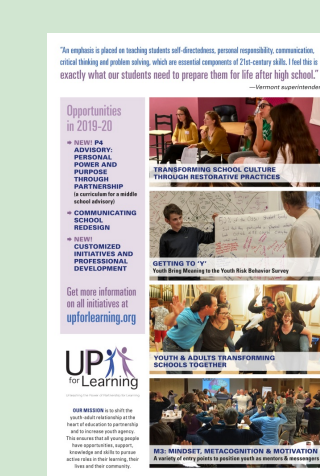 "An emphasis is placed on teaching students self-directedness, personal responsibility, communication,
critical thinking and problem solving, which are essential components of 21st-century skills. I feel this is
exactly what our students need to prepare them for life after high school."
—Vermont superintenden
Opportunities
in 2019-20
NEW! P4
ADVISORY:
PERSONAL
POWER AND
PURPOSE
THROUGH
PARTNERSHIP
(a curriculum for a middle
school advisory)
COMMUNICATING
SCHOOL
REDESIGN
NEW!
CUSTOMIZED
INITIATIVES AND
PROFESSIONAL
DEVELOPMENT
Get more information
on all initiatives at
upforlearning.org
UP
for Learning
OUR MISSION is to shift the
youth-adult relationship at the
heart of education to partnership
and to increase youth agency.
This ensures that all young people
have opportunities, support,
knowledge and skills to pursue
active roles in their learning, their
lives and their community.
TRANSFORMING SCHOOL CULTURE
THROUGH RESTORATIVE PRACTICES
GETTING TO 'Y'
Youth Bring Meaning to the Youth Risk Behavior Survey
YOUTH & ADULTS TRANSFORMING
SCHOOLS TOGETHER
M3: MINDSET, METACOGNITION & MOTIVATION
A variety of entry points to position youth as mentors & messengers